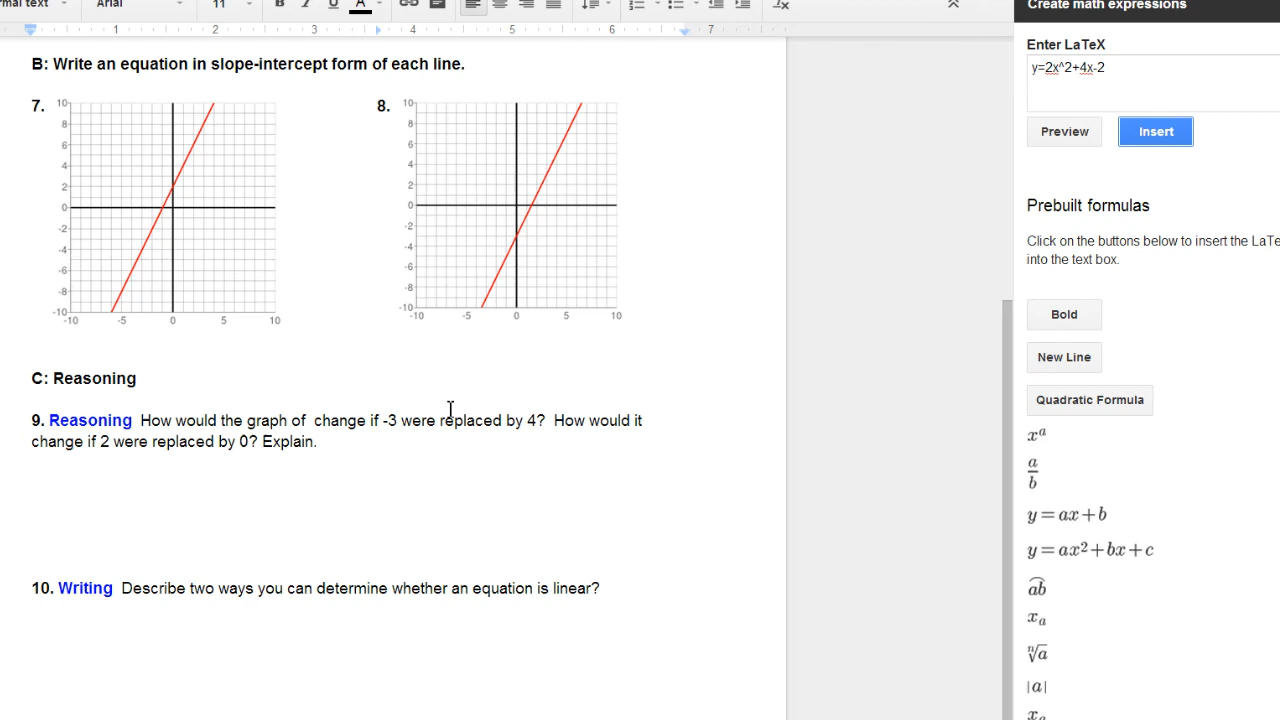 rmal text Arial 11 B I U A
1 2 3 4 5 6 7
B: Write an equation in slope-intercept form of each line.
7.
10
8
6
4
2
0
-2
-4
-6
-8
-10
-10 -5 0 5 10
8.
10
8
6
4
2
0
-2
-4
-6
-8
-10
-10 -5 0 5 10
C: Reasoning
9. Reasoning How would the graph of change if -3 were replaced by 4? How would it
change if 2 were replaced by 0? Explain.
10. Writing Describe two ways you can determine whether an equation is linear?
Create math expressions
Enter LaTeX
y=2x^2+4x-2
Preview Insert
Prebuilt formulas
Click on the buttons below to insert the LaTe
into the text box.
Bold
New Line
Quadratic Formula
xᵃ
a
b
y=ax+b
y=ax²+bx+c
a͡b
xₐ
ⁿ√a
|a|
xₐ